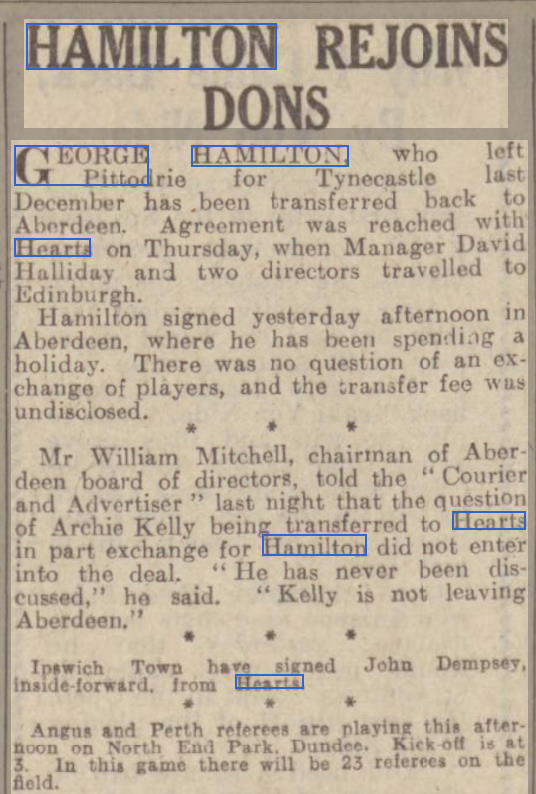 HAMILTON REJOINS
DONS
GEORGE HAMILTON, who left
Pittodrie for Tynecastle last
December has been transferred back to
Aberdeen. Agreement was reached with
Hearts on Thursday, when Manager David
Halliday and two directors travelled to
Edinburgh.
Hamilton signed yesterday afternoon in
Aberdeen, where he has been spending a
holiday. There was no question of an ex-
change of players, and the transfer fee was
undisclosed.
* * *
Mr William Mitchell, chairman of Aber-
deen board of directors, told the "Courier
and Advertiser" last night that the question
of Archie Kelly being transferred to Hearts
in part exchange for Hamilton did not enter
into the deal. "He has never been dis-
cussed," he said. "Kelly is not leaving
Aberdeen."
* * *
Ipswich Town have signed John Dempsey,
inside-forward, from Hearts.
* * *
Angus and Perth referees are playing this after-
noon on North End Park, Dundee. Kick-off is at
3. In this game there will be 23 referees on the
field.